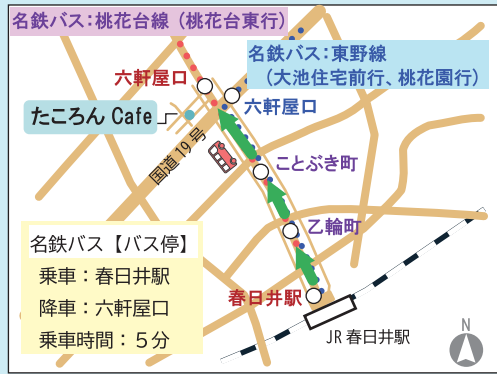 名鉄バス:桃花台線(桃花台東行)
名鉄バス:東野線
(大池住宅前行、桃花園行)
六軒屋口
六軒屋口
たころん Cafe
国道19号
ことぶき町
乙輪町
名鉄バス【バス停】
乗車:春日井駅
降車:六軒屋口
乗車時間:5分
春日井駅
JR 春日井駅
N